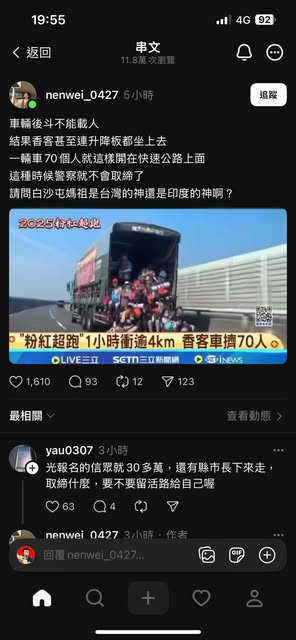 19:55
4G
92
返回
串文
11.8萬 次瀏覽
nenwei_0427 5小時
追蹤
車輛後斗不能載人
結果香客甚至連升降板都坐上去
一輛車70個人就這樣開在快速公路上面
這種時候警察就不會取締了
請問白沙屯媽祖是台灣的神還是印度的神啊？
2025粉紅起跑
"粉紅超跑"1小時衝逾4km 香客車擠70人
LIVE三立 SETN三立新聞網 iNEWS
1,610 93 12 123
最相關
查看動態
yau0307 3小時
光報名的信眾就30多萬，還有縣市長下來走，
取締什麼，要不要留活路給自己喔
63 4
nenwei_0427 3小時·作者
回覆 nenwei_0427...
GIF